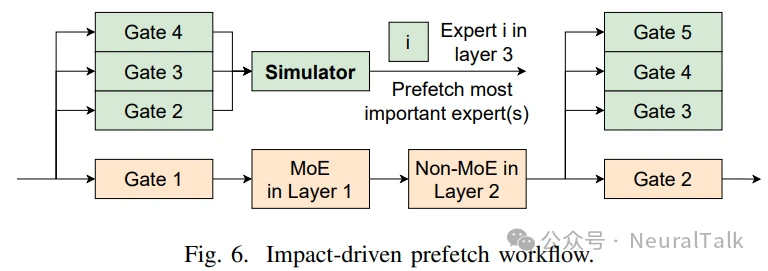 Gate 4
Gate 3
Gate 2
Simulator
i
Expert i in
layer 3
Prefetch most
important expert(s)
Gate 5
Gate 4
Gate 3
Gate 1
MoE
in Layer 1
Non-MoE in
Layer 2
Gate 2
公众号 · NeuralTalk
Fig. 6. Impact-driven prefetch workflow.